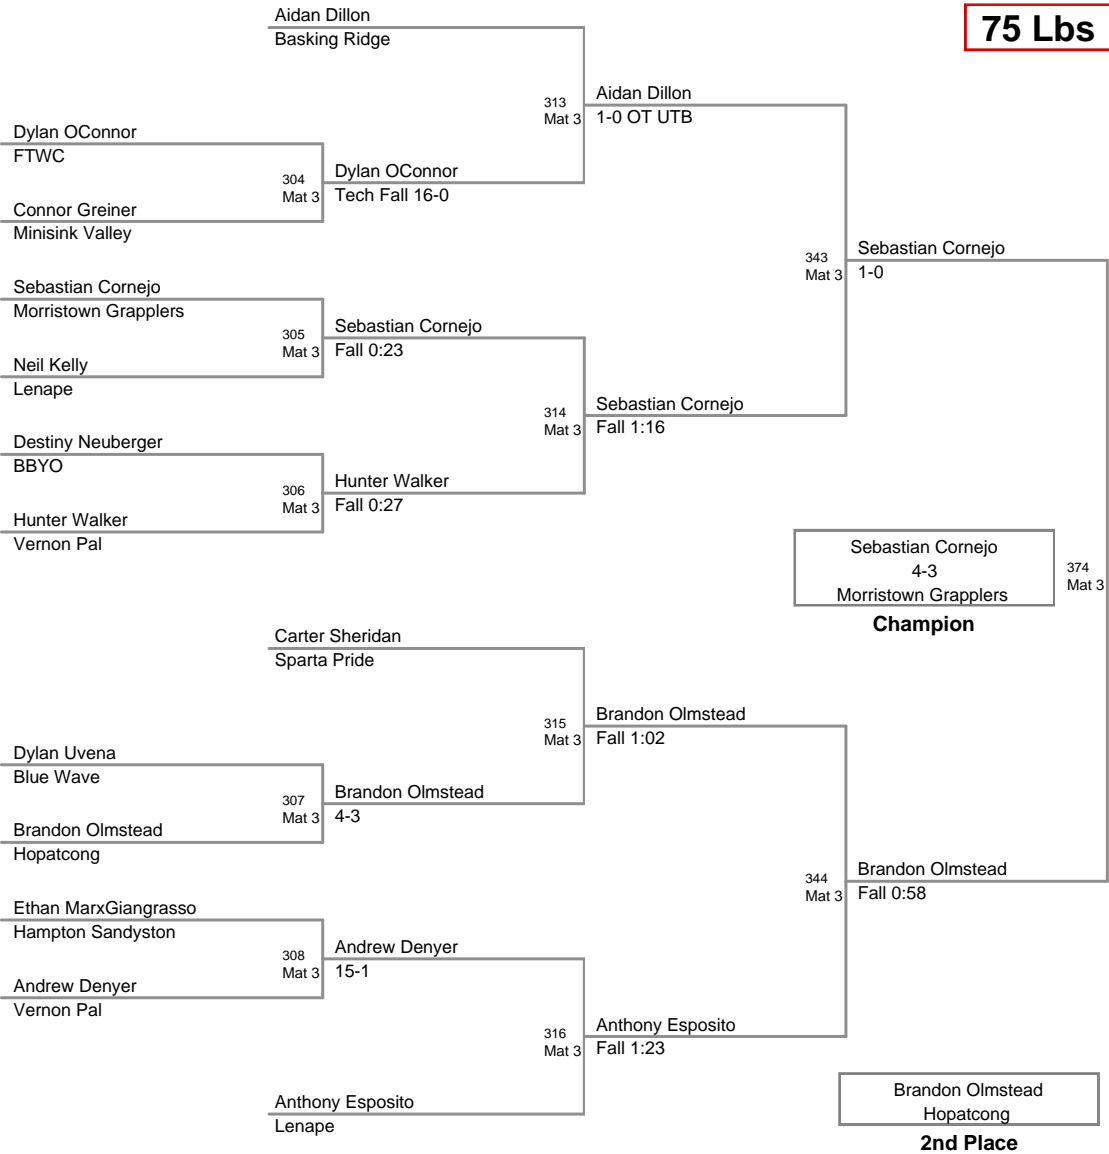 Aidan Dillon
Basking Ridge
75 Lbs
313
Mat 3
Aidan Dillon
1-0 OT UTB
Dylan OConnor
FTWC
304
Mat 3
Dylan OConnor
Tech Fall 16-0
Connor Greiner
Minisink Valley
343
Mat 3
Sebastian Cornejo
1-0
Sebastian Cornejo
Morristown Grapplers
305
Mat 3
Sebastian Cornejo
Fall 0:23
Neil Kelly
Lenape
314
Mat 3
Sebastian Cornejo
Fall 1:16
Destiny Neuberger
BBYO
306
Mat 3
Hunter Walker
Fall 0:27
Hunter Walker
Vernon Pal
Sebastian Cornejo
4-3
Morristown Grapplers
Champion
374
Mat 3
Carter Sheridan
Sparta Pride
315
Mat 3
Brandon Olmstead
Fall 1:02
Dylan Uvena
Blue Wave
307
Mat 3
Brandon Olmstead
4-3
Brandon Olmstead
Hopatcong
344
Mat 3
Brandon Olmstead
Fall 0:58
Ethan MarxGiangrasso
Hampton Sandyston
308
Mat 3
Andrew Denyer
15-1
Andrew Denyer
Vernon Pal
316
Mat 3
Anthony Esposito
Fall 1:23
Anthony Esposito
Lenape
Brandon Olmstead
Hopatcong
2nd Place